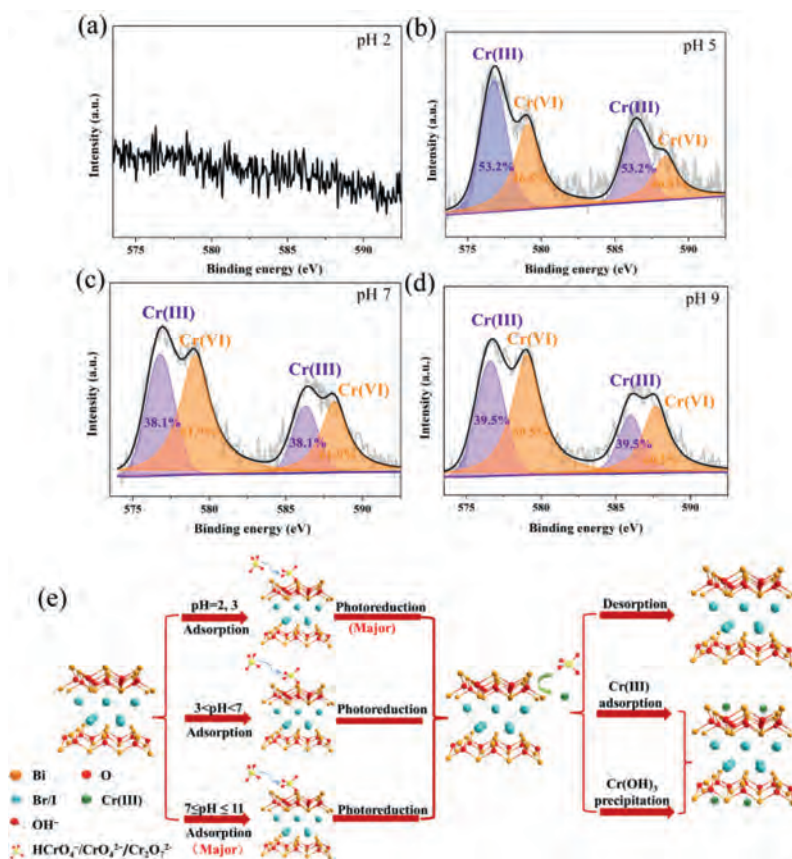 (a)
pH 2
Intensity (a.u.)
575
580
585
590
Binding energy (eV)
(b)
pH 5
Cr(III)
Cr(VI)
Cr(III)
Cr(VI)
53.2%
53.2%
Intensity (a.u.)
575
580
585
590
Binding energy (eV)
(c)
pH 7
Cr(III)
Cr(VI)
Cr(III)
Cr(VI)
38.1%
38.1%
Intensity (a.u.)
575
580
585
590
Binding energy (eV)
(d)
pH 9
Cr(III)
Cr(VI)
Cr(III)
Cr(VI)
39.5%
39.5%
Intensity (a.u.)
575
580
585
590
Binding energy (eV)
(e)
pH=2, 3
Adsorption
Photoreduction
(Major)
3<pH<7
Adsorption
Photoreduction
7≤pH ≤ 11
Adsorption
(Major)
Photoreduction
Desorption
Cr(III)
adsorption
Cr(OH)₃
precipitation
Bi
O
Br/I
Cr(III)
OH⁻
HCrO₄⁻/CrO₄²⁻/Cr₂O₇²⁻